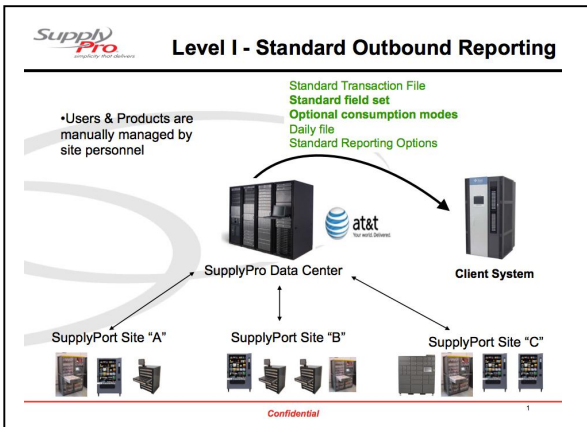 Supply
Pro
simplicity that delivers
Level I - Standard Outbound Reporting
Standard Transaction File
Standard field set
Optional consumption modes
Daily file
Standard Reporting Options
•Users & Products are
manually managed by
site personnel
at&t
Your world. Delivered.
SupplyPro Data Center
Client System
SupplyPort Site “A”
SupplyPort Site “B”
SupplyPort Site “C”
Confidential
1